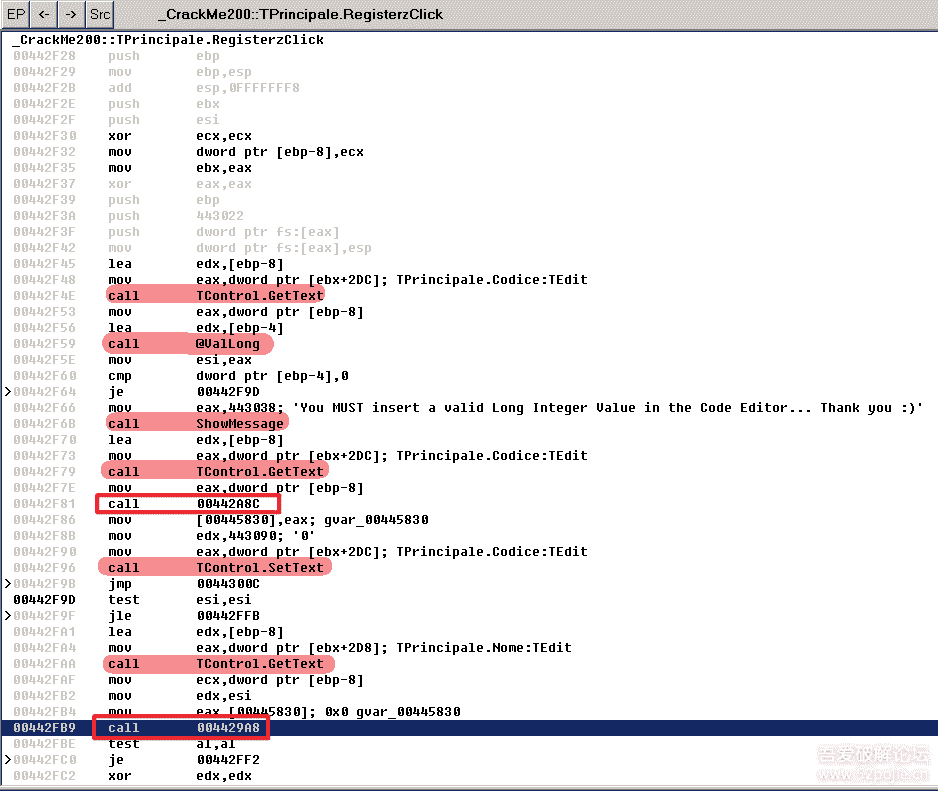 EP <- -> Src _CrackMe200::TPrincipale.RegisterzClick
_CrackMe200::TPrincipale.RegisterzClick
00442F28 push ebp
00442F29 mov ebp,esp
00442F2B add esp,0FFFFFFF8
00442F2E push ebx
00442F2F push esi
00442F30 xor ecx,ecx
00442F32 mov dword ptr [ebp-8],ecx
00442F35 mov ebx,eax
00442F37 xor eax,eax
00442F39 push ebp
00442F3A push 443022
00442F3F push dword ptr fs:[eax]
00442F42 mov dword ptr fs:[eax],esp
00442F45 lea edx,[ebp-8]
00442F48 mov eax,dword ptr [ebx+2DC]; TPrincipale.Codice:TEdit
00442F4E call TControl.GetText
00442F53 mov eax,dword ptr [ebp-8]
00442F56 lea edx,[ebp-4]
00442F59 call @ValLong
00442F5E mov esi,eax
00442F60 cmp dword ptr [ebp-4],0
>00442F64 je 00442F9D
00442F66 mov eax,443038; 'You MUST insert a valid Long Integer Value in the Code Editor... Thank you :)'
00442F6B call ShowMessage
00442F70 lea edx,[ebp-8]
00442F73 mov eax,dword ptr [ebx+2DC]; TPrincipale.Codice:TEdit
00442F79 call TControl.GetText
00442F7E mov eax,dword ptr [ebp-8]
00442F81 call 00442A8C
00442F86 mov [00445830],eax; gvar_00445830
00442F8B mov edx,443090; '0'
00442F90 mov eax,dword ptr [ebx+2DC]; TPrincipale.Codice:TEdit
00442F96 call TControl.SetText
>00442F9B jmp 0044300C
00442F9D test esi,esi
>00442F9F jle 00442FFB
00442FA1 lea edx,[ebp-8]
00442FA4 mov eax,dword ptr [ebx+2D8]; TPrincipale.Nome:TEdit
00442FAA call TControl.GetText
00442FAF mov ecx,dword ptr [ebp-8]
00442FB2 mov edx,esi
00442FB4 mov eax,[00445830]; 0x0 gvar_00445830
00442FB9 call 004429A8
00442FBE test al,al
>00442FC0 je 00442FF2
00442FC2 xor edx,edx
吾爱破解论坛
www.52pojie.cn